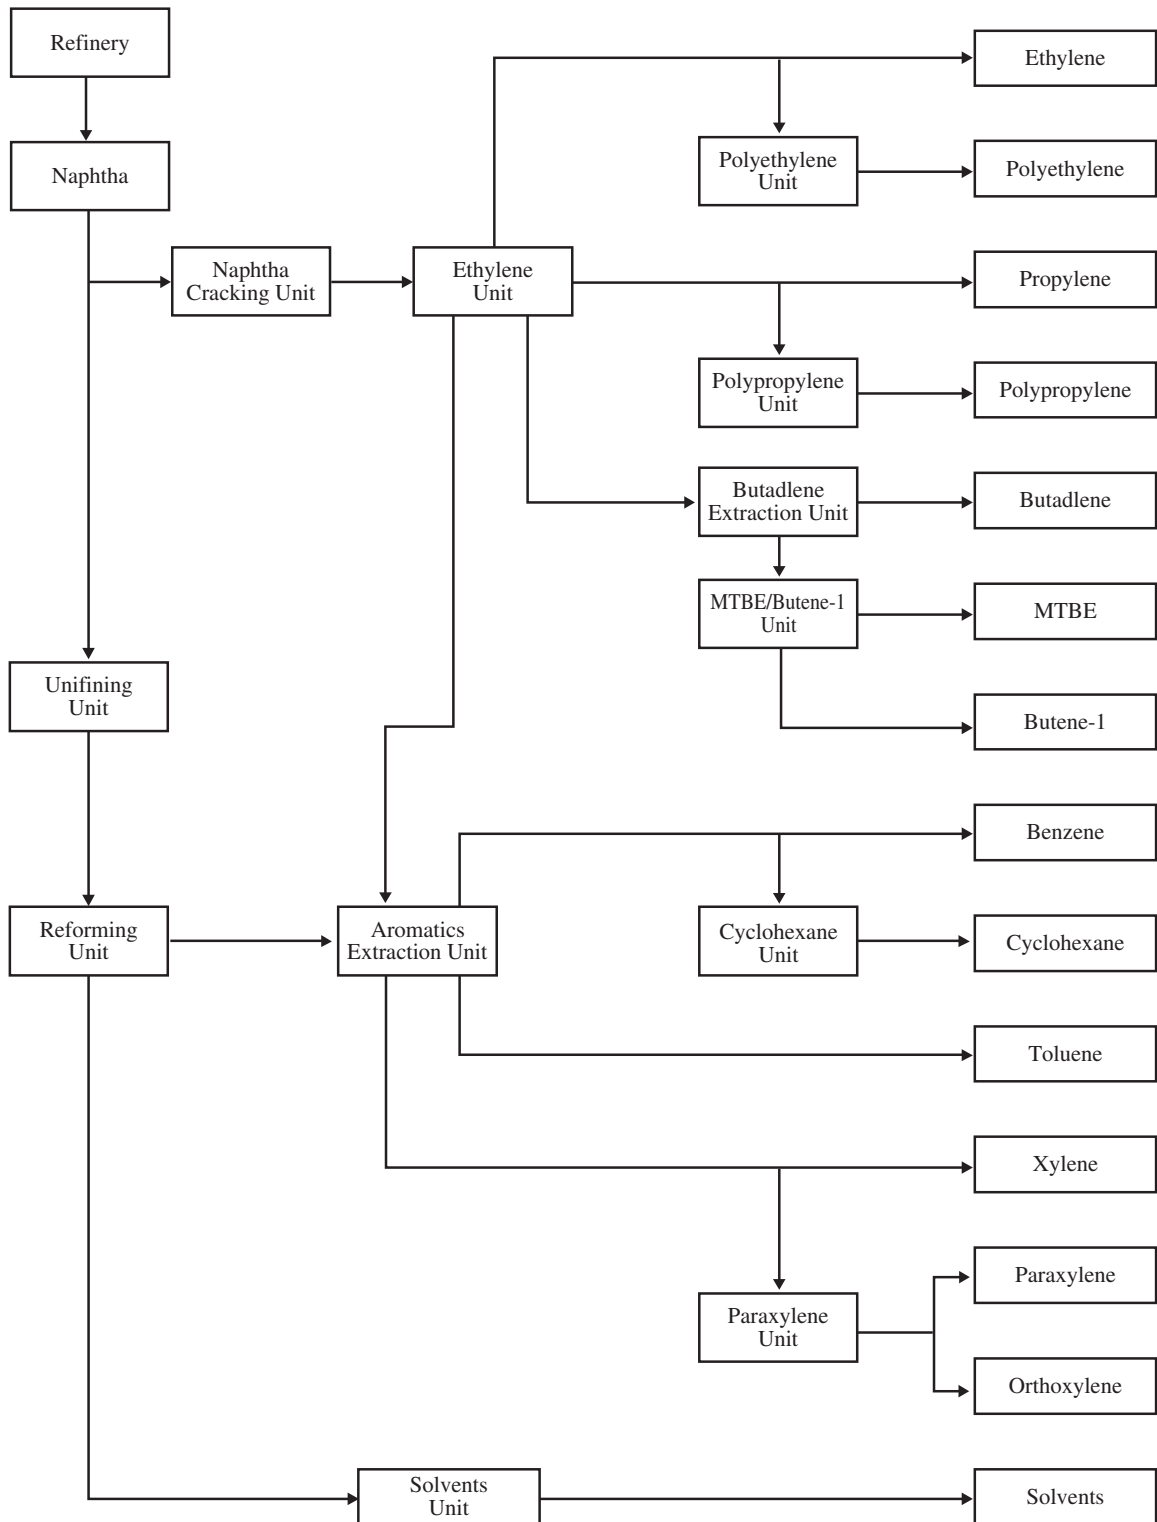 Refinery
Ethylene
Naphtha
Polyethylene
Unit
Polyethylene
Naphtha
Cracking Unit
Ethylene
Unit
Propylene
Polypropylene
Unit
Polypropylene
Butadlene
Extraction Unit
Butadlene
MTBE/Butene-1
Unit
MTBE
Unifining
Unit
Butene-1
Benzene
Reforming
Unit
Aromatics
Extraction Unit
Cyclohexane
Unit
Cyclohexane
Toluene
Xylene
Paraxylene
Paraxylene
Unit
Orthoxylene
Solvents
Unit
Solvents